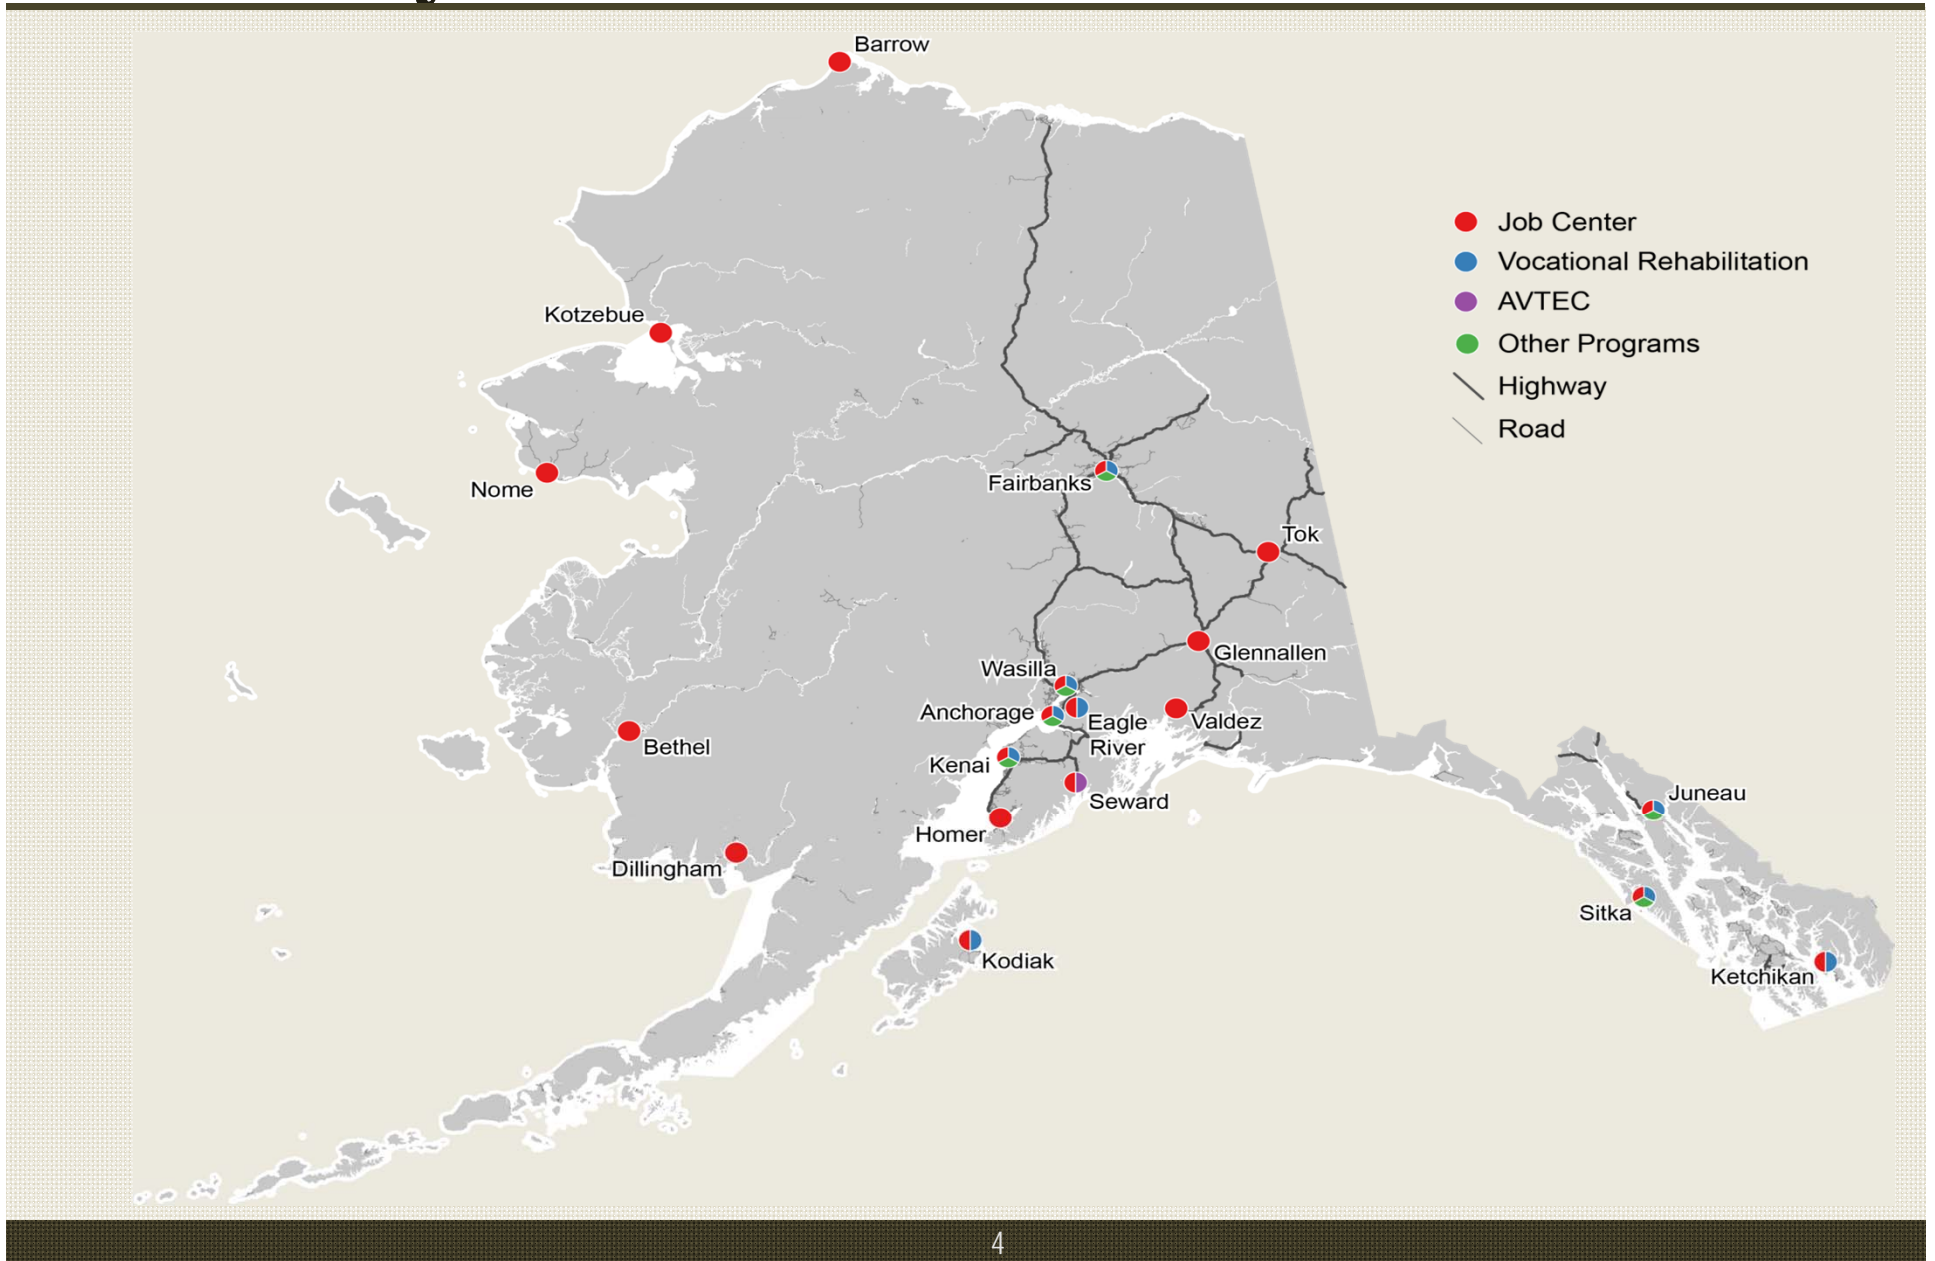 Barrow
Job Center
Vocational Rehabilitation
AVTEC
Other Programs
Highway
Road
Kotzebue
Nome
Fairbanks
Tok
Glennallen
Wasilla
Anchorage
Eagle
River
Valdez
Bethel
Kenai
Seward
Homer
Dillingham
Kodiak
Juneau
Sitka
Ketchikan
4